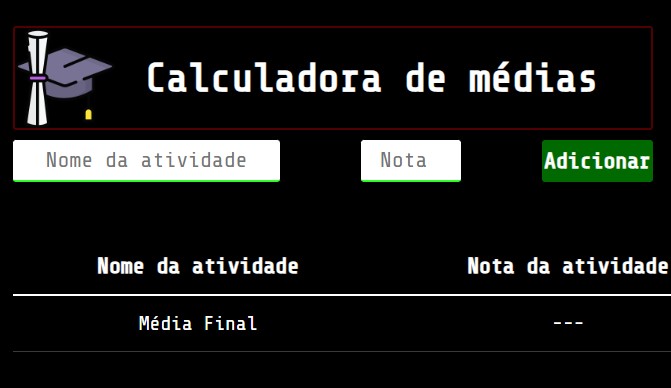 Calculadora de médias
Nome da atividade Nota Adicionar
Nome da atividade Nota da atividade
Média Final ---